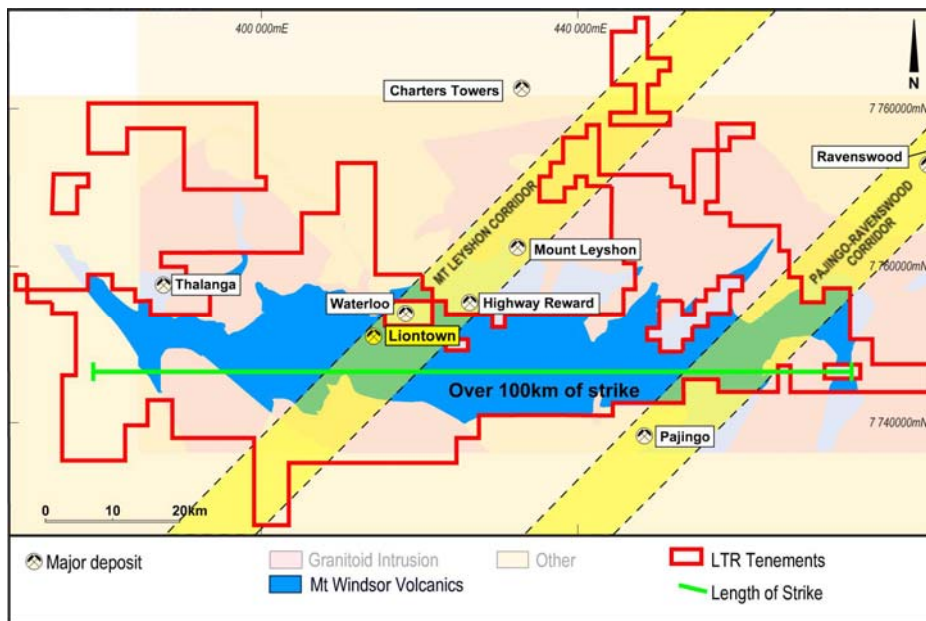 400 000mE
440 000mE
N
Charters Towers
7 760000mN
Ravenswood
MT LEYSHON CORRIDOR
PAJINGO-RAVENSWOOD
CORRIDOR
Mount Leyshon
7 760000mN
Thalanga
Waterloo
Highway Reward
Liontown
Over 100km of strike
7 740000mN
Pajingo
0 10 20km
Major deposit
Granitoid Intrusion
Other
LTR Tenements
Mt Windsor Volcanics
Length of Strike